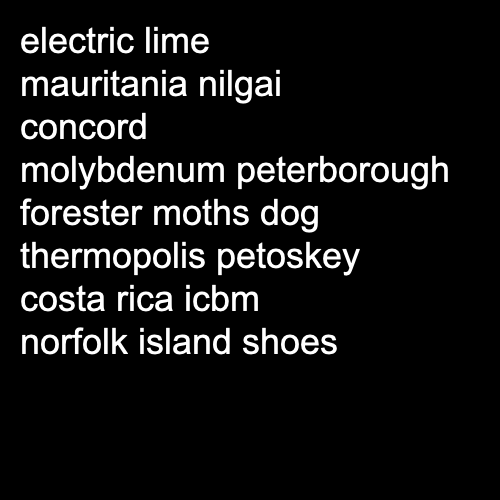 electric lime
mauritania nilgai
concord
molybdenum peterborough
forester moths dog
thermopolis petoskey
costa rica icbm
norfolk island shoes